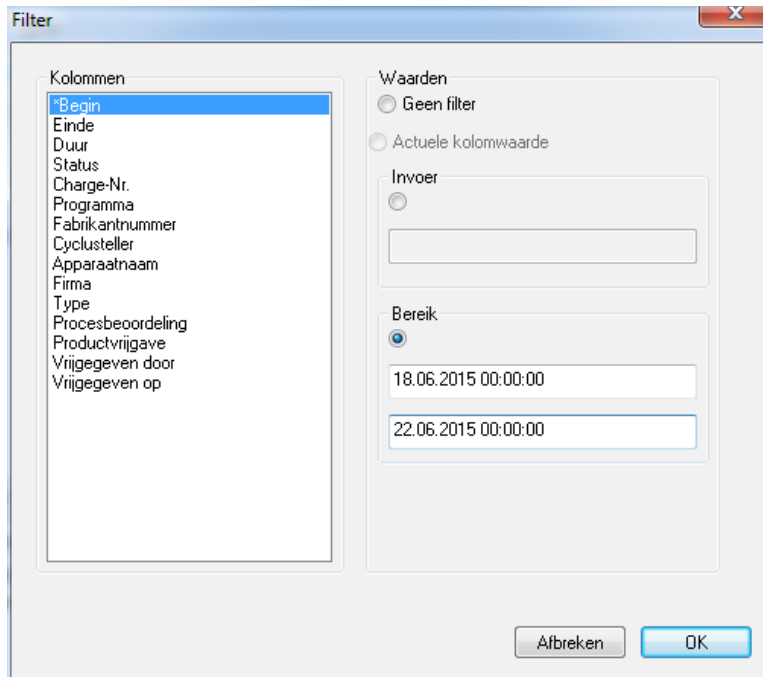 Filter
Kolommen
*Begin
Einde
Duur
Status
Charge-Nr.
Programma
Fabrikantnummer
Cyclusteller
Apparaatnaam
Firma
Type
Procesbeoordeling
Productvrijgave
Vrijgegeven door
Vrijgegeven op
Waarden
Geen filter
Actuele kolomwaarde
Invoer
Bereik
18.06.2015 00:00:00
22.06.2015 00:00:00
Afbreken
OK